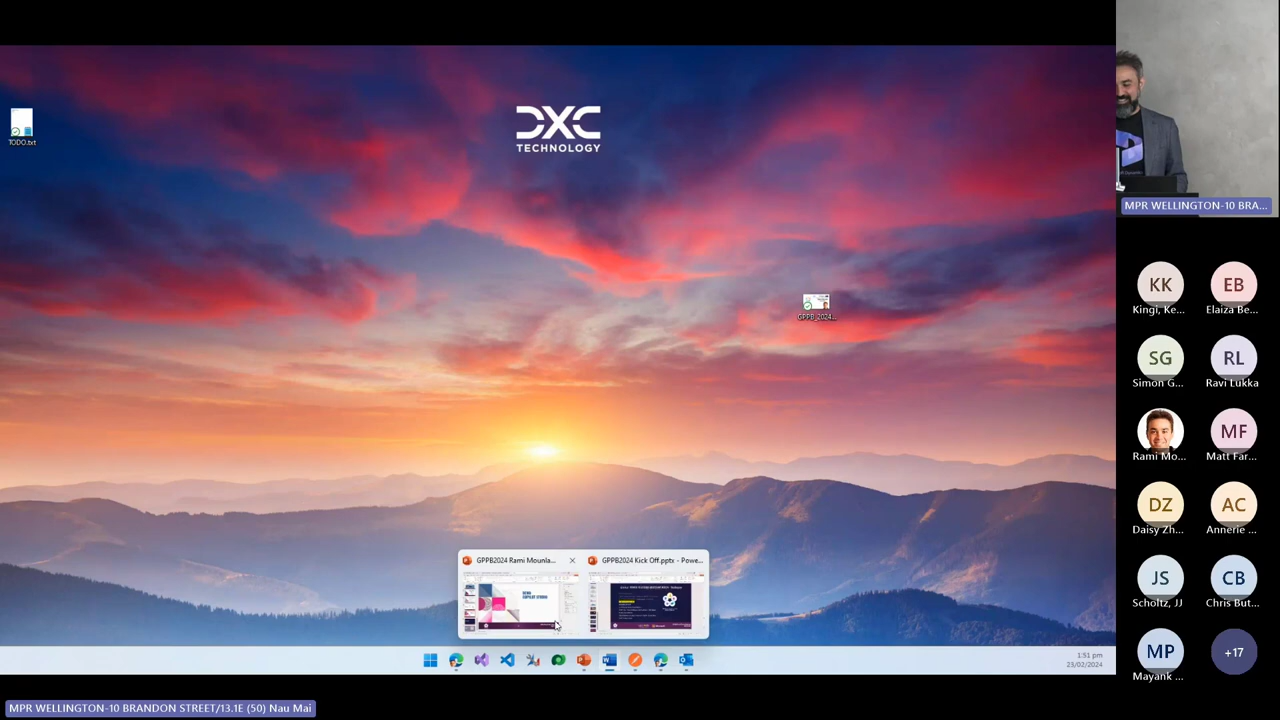 TODO.txt
DXC
TECHNOLOGY
GPPB_2024...
GPPB2024 Rami Mounla...
GPPB2024 Kick Off.pptx - Powe...
1:51 pm
23/02/2024
MPR WELLINGTON-10 BRA...
KK
Kingi, Ke...
EB
Elaiza Be...
SG
Simon G...
RL
Ravi Lukka
Rami Mo...
MF
Matt Far...
DZ
Daisy Zh...
AC
Annerie ...
JS
Scholtz, JJ
CB
Chris But...
MP
Mayank ...
+17
MPR WELLINGTON-10 BRANDON STREET/13.1E (50) Nau Mai